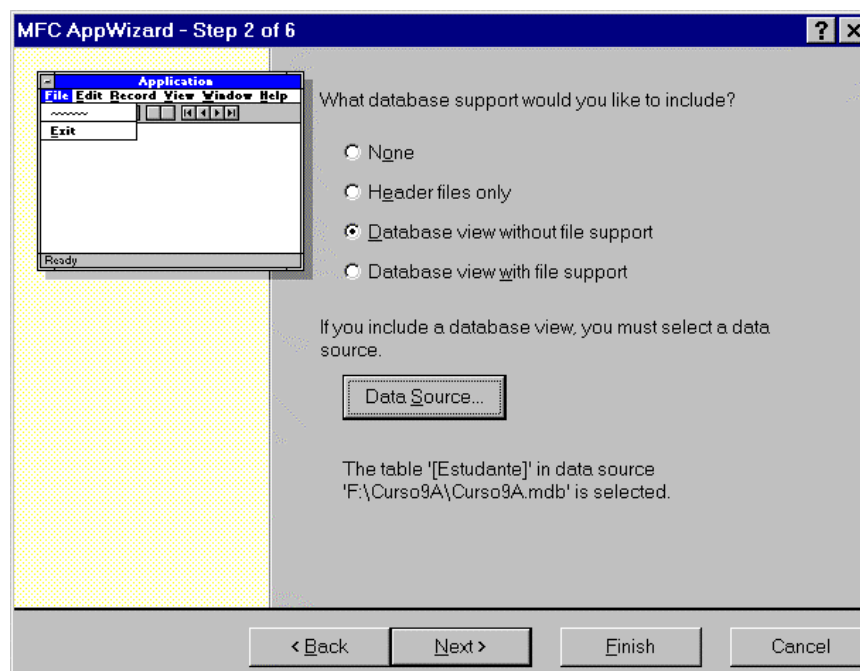 MFC AppWizard - Step 2 of 6
Application
File Edit Record View Window Help
Exit
Ready
What database support would you like to include?
None
Header files only
Database view without file support
Database view with file support
If you include a database view, you must select a data
source.
Data Source...
The table '[Estudante]' in data source
'F:\Curso9A\Curso9A.mdb' is selected.
< Back
Next >
Finish
Cancel